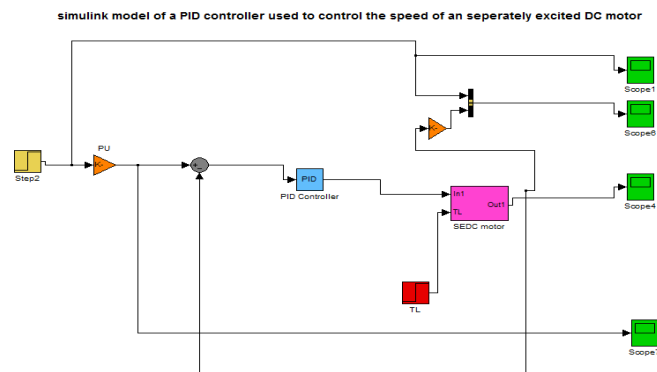 simulink model of a PID controller used to control the speed of an seperately excited DC motor
Scope1
PU
K-
K-
Scope6
Step2
PID
PID Controller
In1
TL
Out1
SEDC motor
Scope4
TL